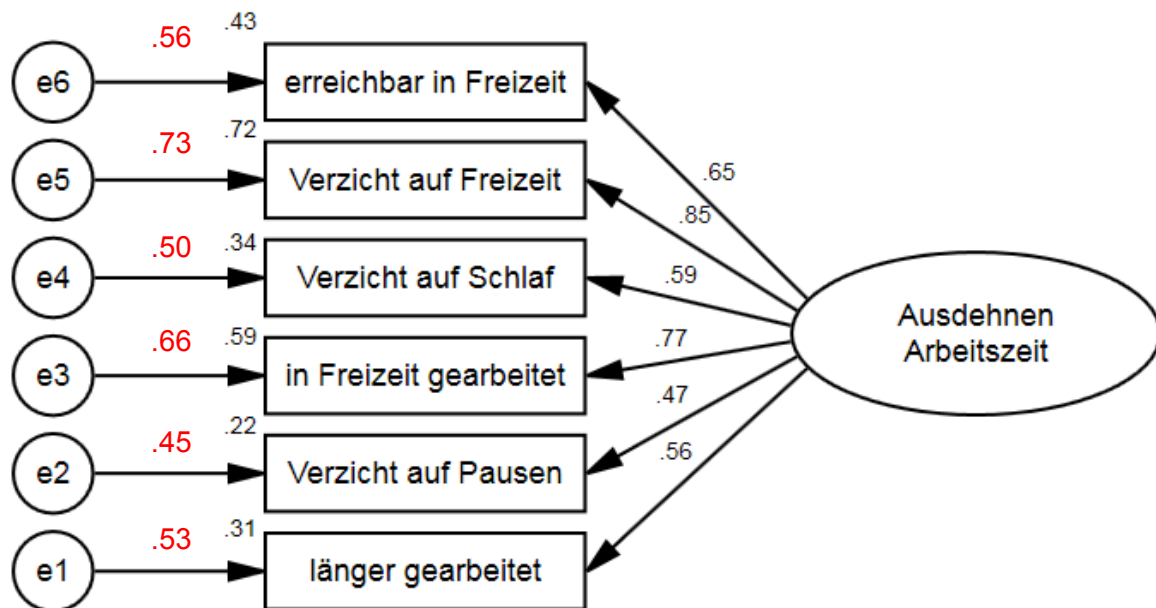 .56 .43
e6 erreichbar in Freizeit
.65
.73 .72
e5 Verzicht auf Freizeit
.85
.50 .34
e4 Verzicht auf Schlaf
.59
Ausdehnen
Arbeitszeit
.66 .59
e3 in Freizeit gearbeitet
.77
.45 .22
e2 Verzicht auf Pausen
.47
.53 .31
e1 länger gearbeitet
.56